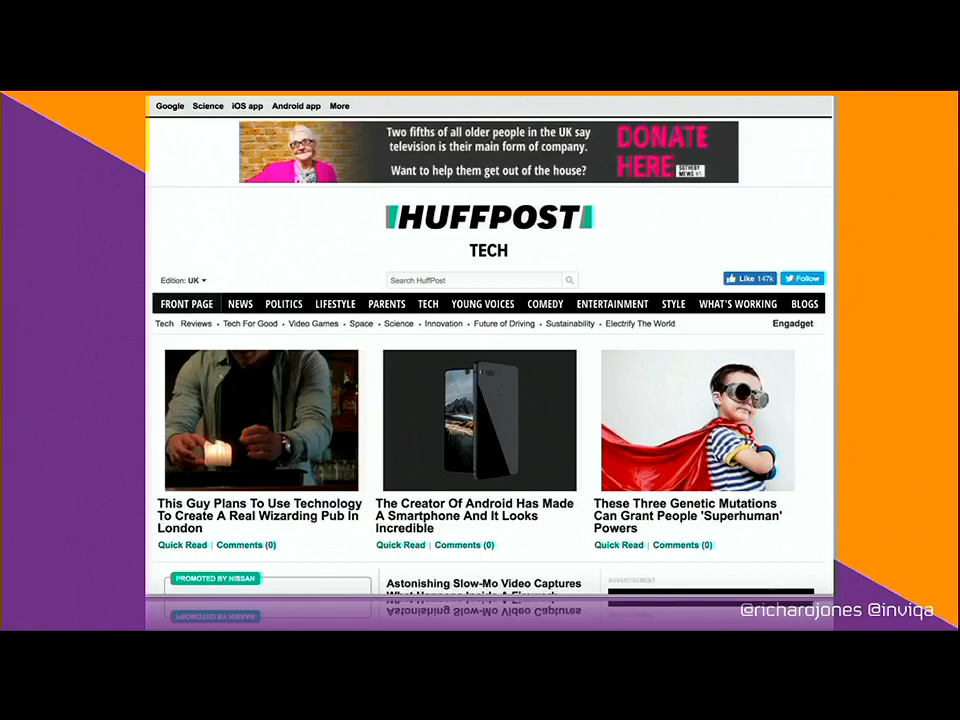 Google Science iOS app Android app More
Two fifths of all older people in the UK say
television is their main form of company.
Want to help them get out of the house?
DONATE
HERE
HUFFPOST
TECH
Edition: UK
Search HuffPost
Like 147k
Follow
FRONT PAGE NEWS POLITICS LIFESTYLE PARENTS TECH YOUNG VOICES COMEDY ENTERTAINMENT STYLE WHAT'S WORKING BLOGS
Tech Reviews • Tech For Good • Video Games • Space • Science • Innovation • Future of Driving • Sustainability • Electrify The World
Engadget
This Guy Plans To Use Technology
To Create A Real Wizarding Pub In
London
Quick Read | Comments (0)
The Creator Of Android Has Made
A Smartphone And It Looks
Incredible
Quick Read | Comments (0)
These Three Genetic Mutations
Can Grant People 'Superhuman'
Powers
Quick Read | Comments (0)
PROMOTED BY NISSAN
Astonishing Slow-Mo Video Captures
What Happens Inside A Firework
ADVERTISEMENT
@richardjones @inviqa